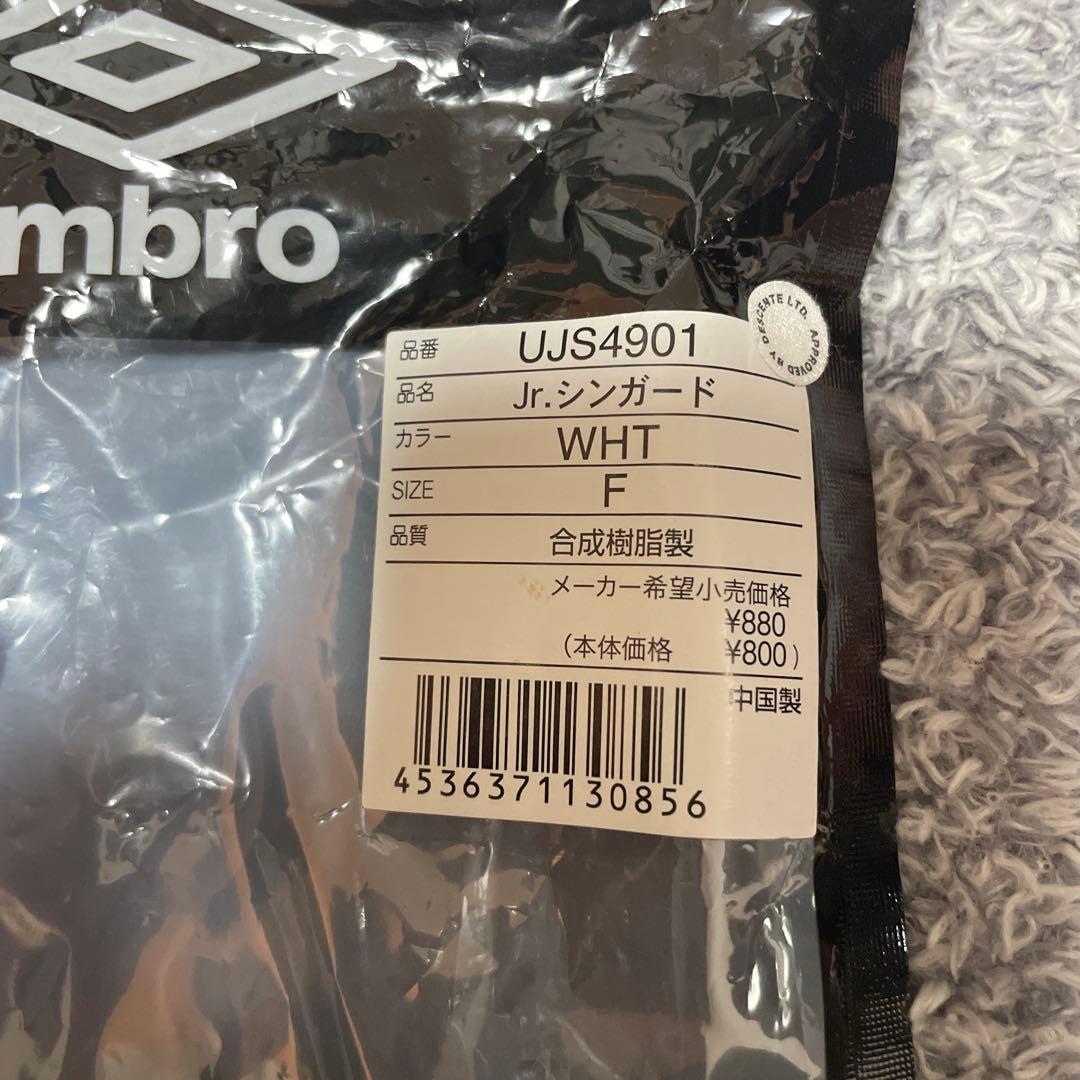 mbro
DESCENTE LTD. APPROVED BY
品番 UJS4901
品名 Jr.シンガード
カラー WHT
SIZE F
品質 合成樹脂製
メーカー希望小売価格
¥880
(本体価格 ¥800)
中国製
4536371130856